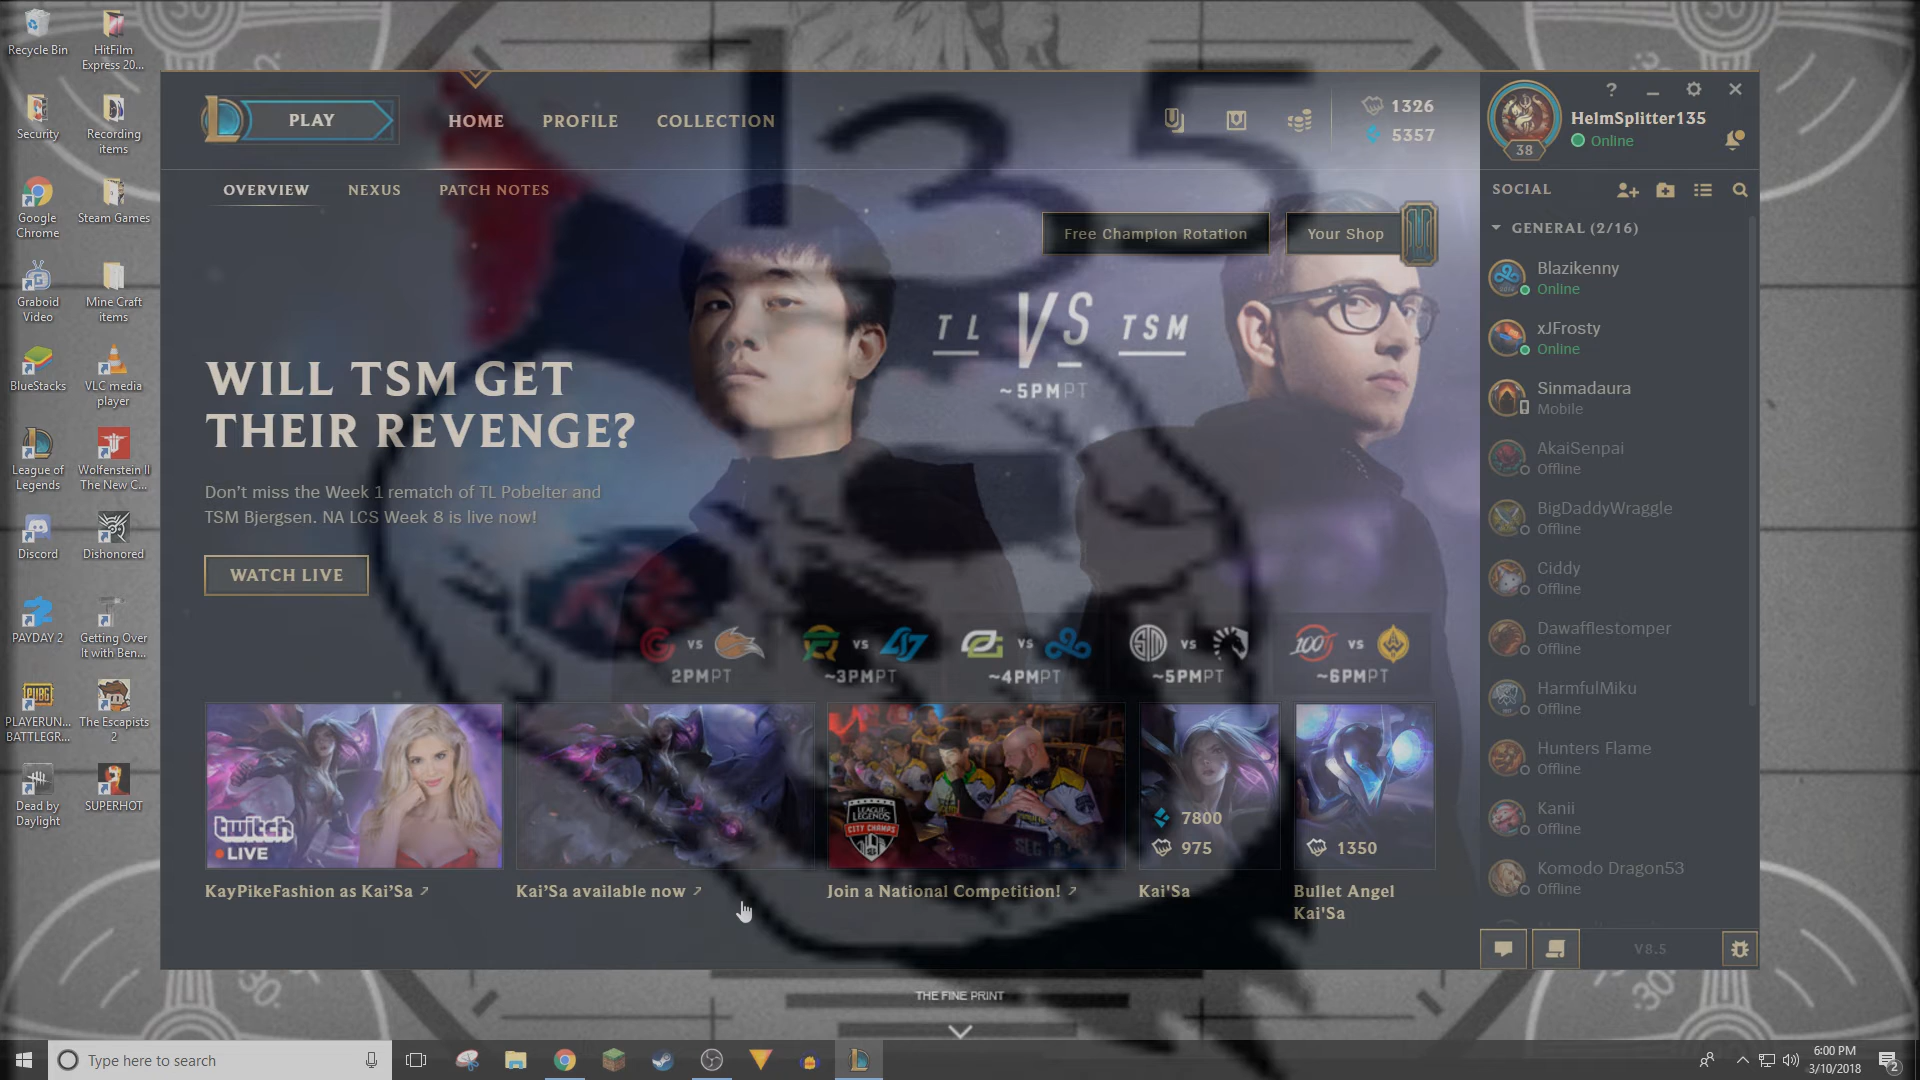 Recycle Bin
HitFilm
Express 20...
Security
Recording
items
Google
Chrome
Steam Games
Graboid
Video
Mine Craft
items
BlueStacks
VLC media
player
League of
Legends
Wolfenstein II
The New C...
Discord
Dishonored
PAYDAY 2
Getting Over
It with Ben...
PLAYERUN...
BATTLEGR...
The Escapists
2
Dead by
Daylight
SUPERHOT
135
PLAY
HOME
PROFILE
COLLECTION
1326
5357
OVERVIEW
NEXUS
PATCH NOTES
Free Champion Rotation
Your Shop
TL VS TSM
~5PMPT
WILL TSM GET
THEIR REVENGE?
Don't miss the Week 1 rematch of TL Pobelter and
TSM Bjergsen. NA LCS Week 8 is live now!
WATCH LIVE
VS
2PMPT
VS
~3PMPT
VS
~4PMPT
VS
~5PMPT
100T VS
~6PMPT
twitch
LIVE
KayPikeFashion as Kai'Sa
Kai'Sa available now
LEAGUE OF
LEGENDS
CITY CHAMPS
Join a National Competition!
7800
975
Kai'Sa
1350
Bullet Angel
Kai'Sa
?
HelmSplitter135
Online
38
SOCIAL
GENERAL (2/16)
Blazikenny
Online
xJFrosty
Online
Sinmadaura
Mobile
AkaiSenpai
Offline
BigDaddyWraggle
Offline
Ciddy
Offline
Dawafflestomper
Offline
HarmfulMiku
Offline
Hunters Flame
Offline
Kanii
Offline
Komodo Dragon53
Offline
V8.5
THE FINE PRINT
Type here to search
6:00 PM
3/10/2018
2